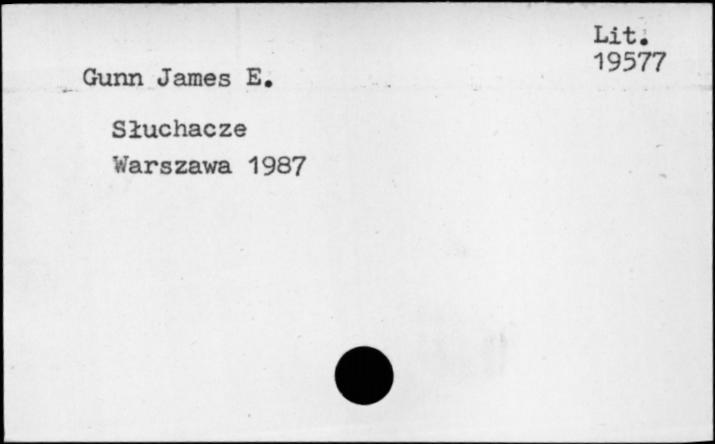 Lit.
19577
Gunn James E.
Słuchacze
Warszawa 1987